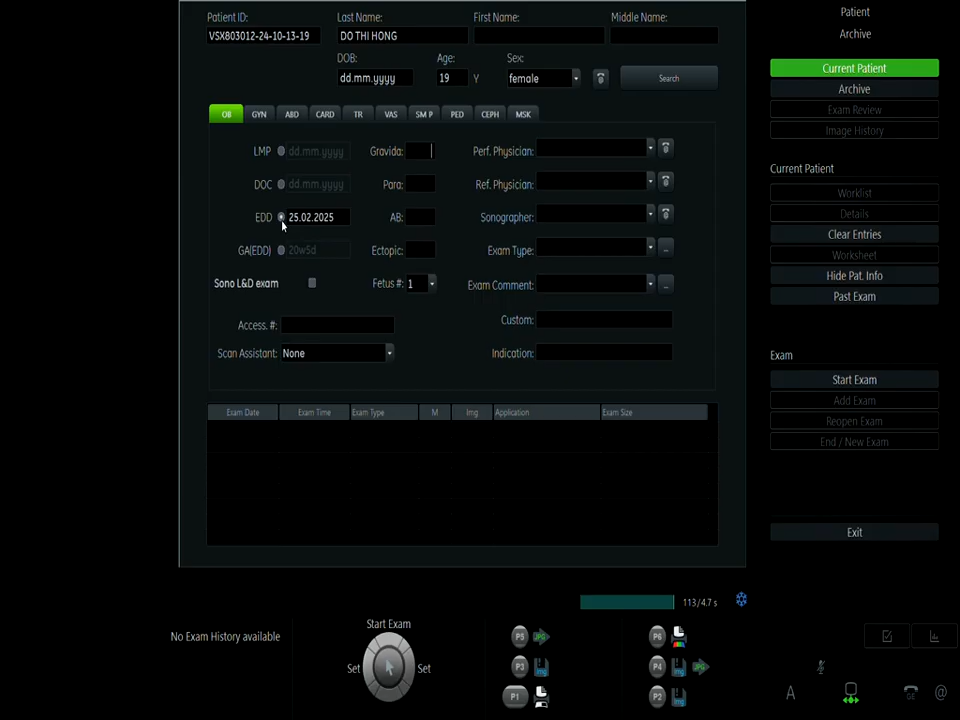 Patient ID: Last Name: First Name: Middle Name:
VSX803012-24-10-13-19 DO THI HONG
DOB: Age: Sex:
dd.mm.yyyy 19 Y female Search
OB GYN ABD CARD TR VAS SM P PED CEPH MSK
LMP dd.mm.yyyy Gravida: Perf. Physician:
DOC dd.mm.yyyy Para: Ref. Physician:
EDD 25.02.2025 AB: Sonographer:
GA(EDD) 20w5d Ectopic: Exam Type: ...
Sono L&D exam Fetus #: 1 Exam Comment: ...
Access. #: Custom:
Scan Assistant: None Indication:
Exam Date Exam Time Exam Type M Img Application Exam Size
Patient
Archive
Current Patient
Archive
Exam Review
Image History
Current Patient
Worklist
Details
Clear Entries
Worksheet
Hide Pat. Info
Past Exam
Exam
Start Exam
Add Exam
Reopen Exam
End / New Exam
Exit
113/4.7 s
No Exam History available
Start Exam
Set Set
P5 JPG P6
P3 img P4 img JPG
P1 P2 img
A GE @